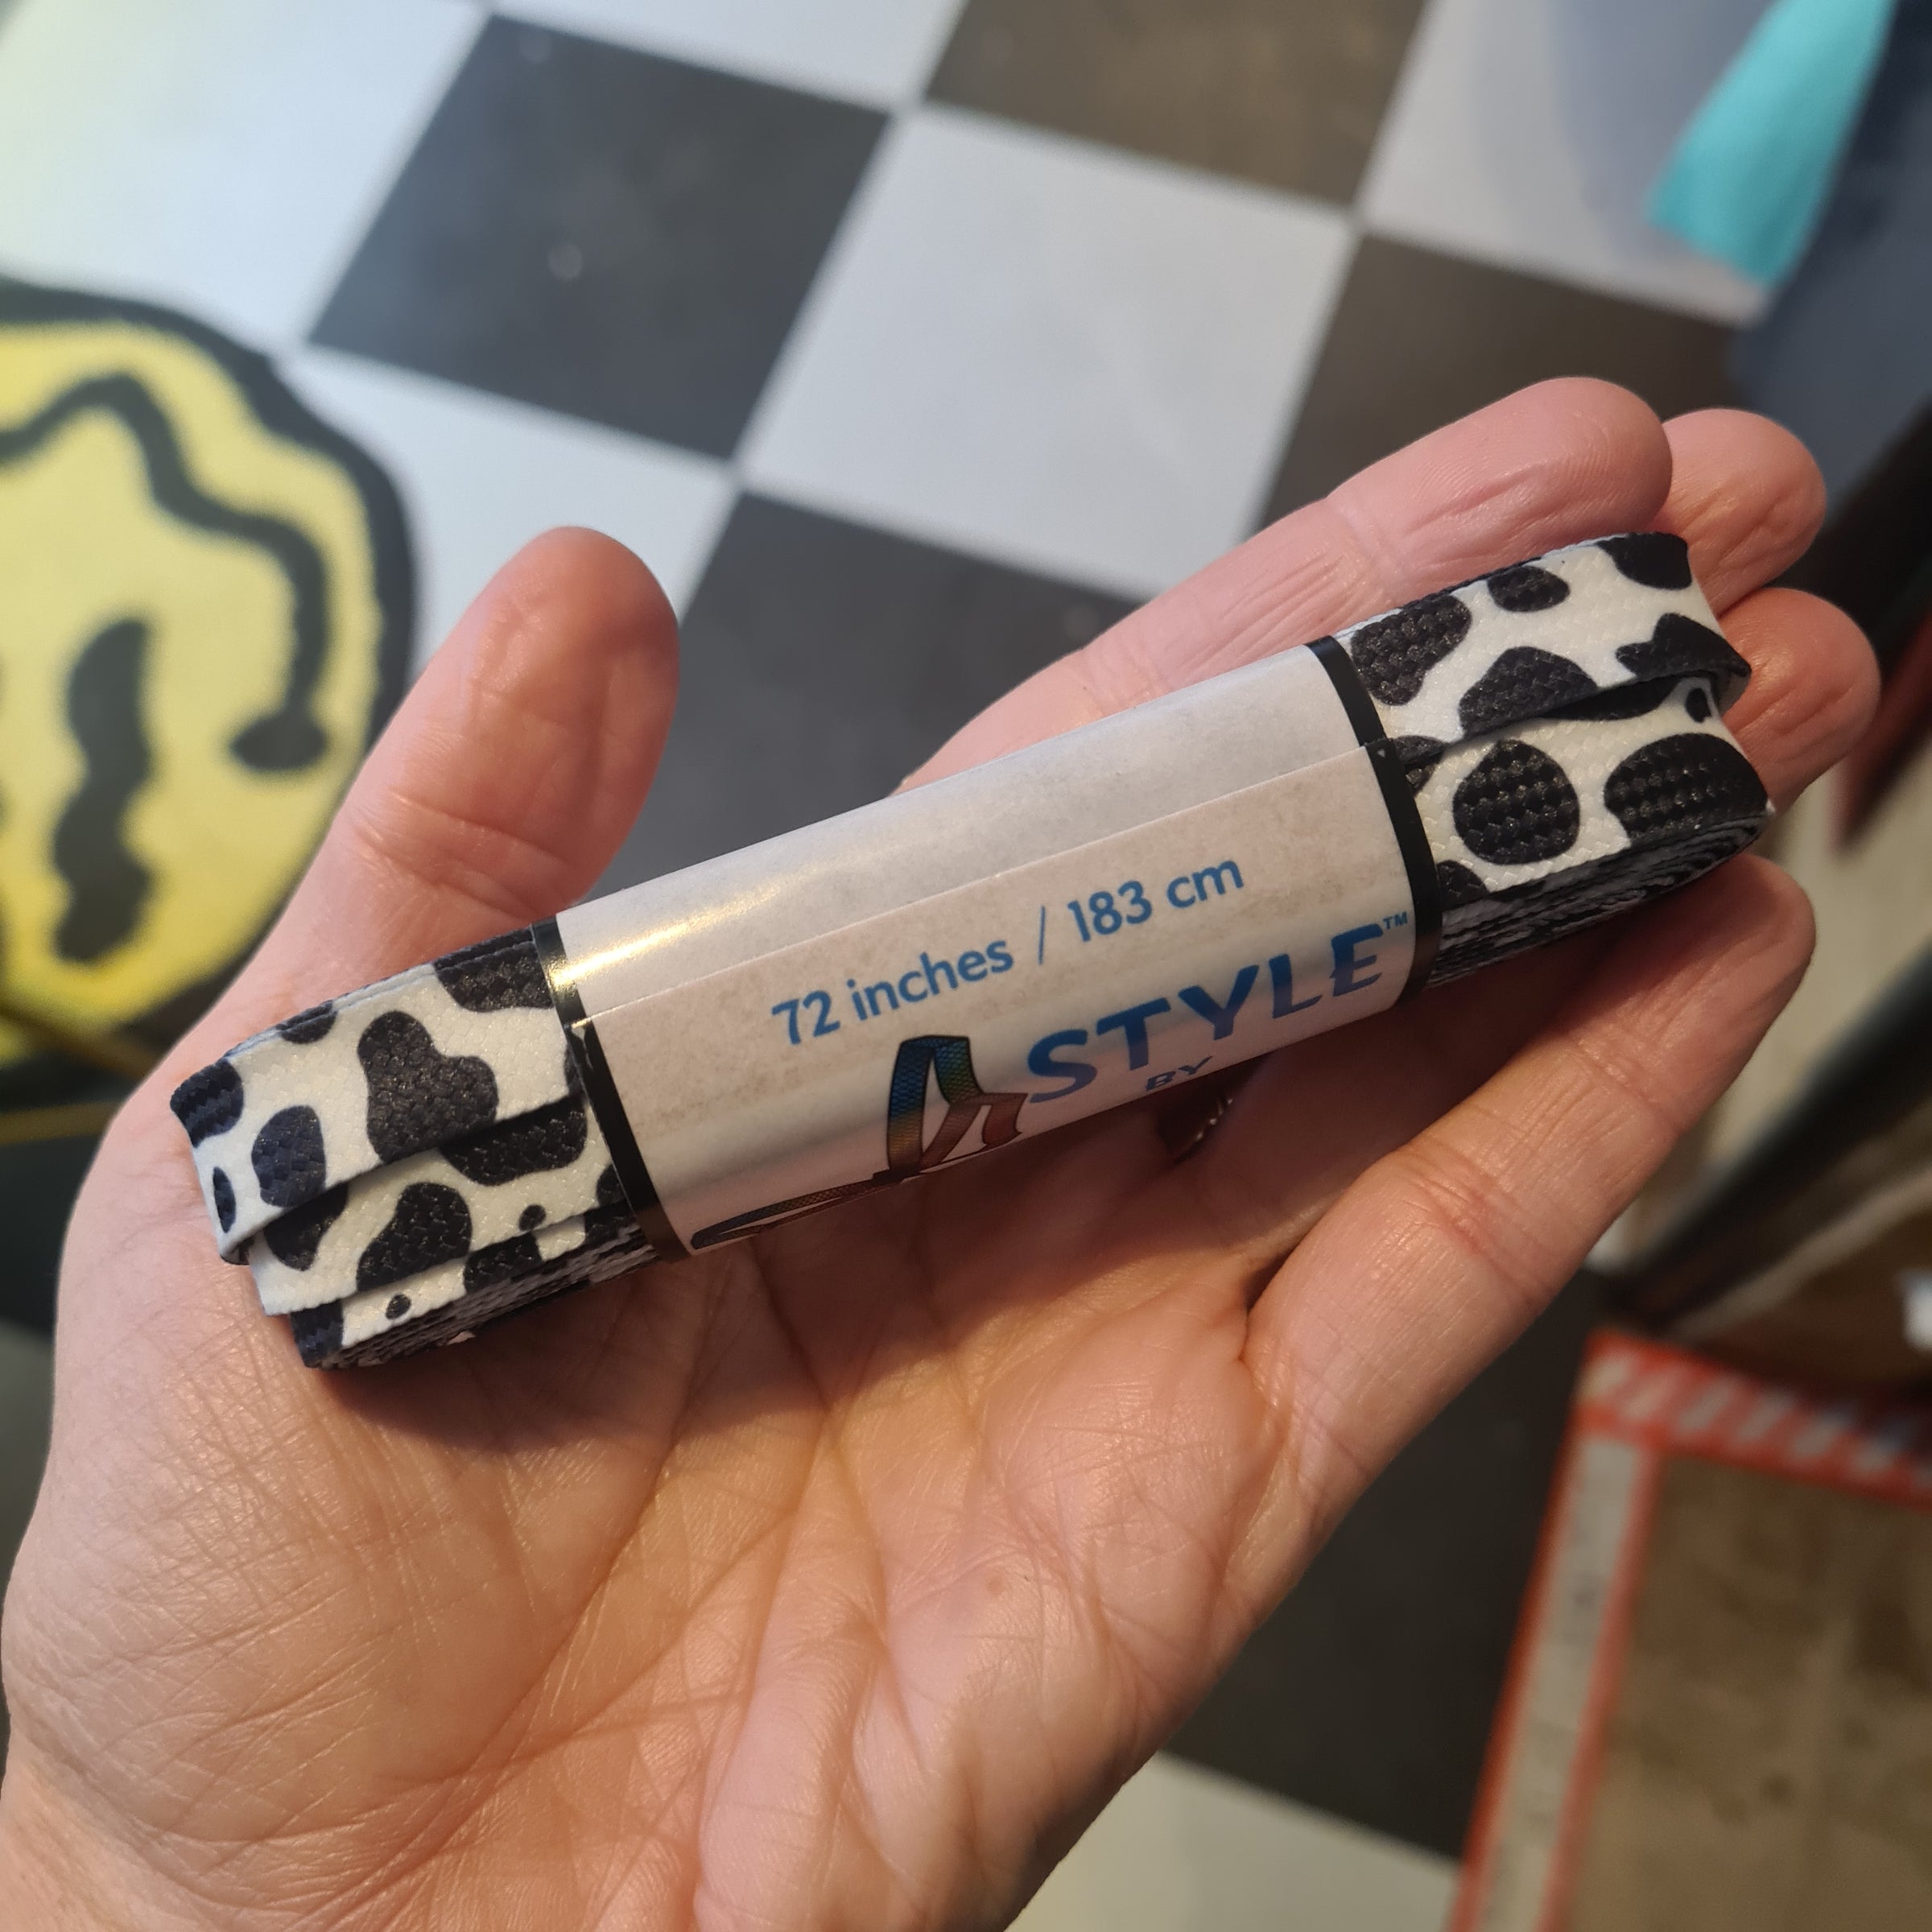 72 inches / 183 cm
STYLE™
BY